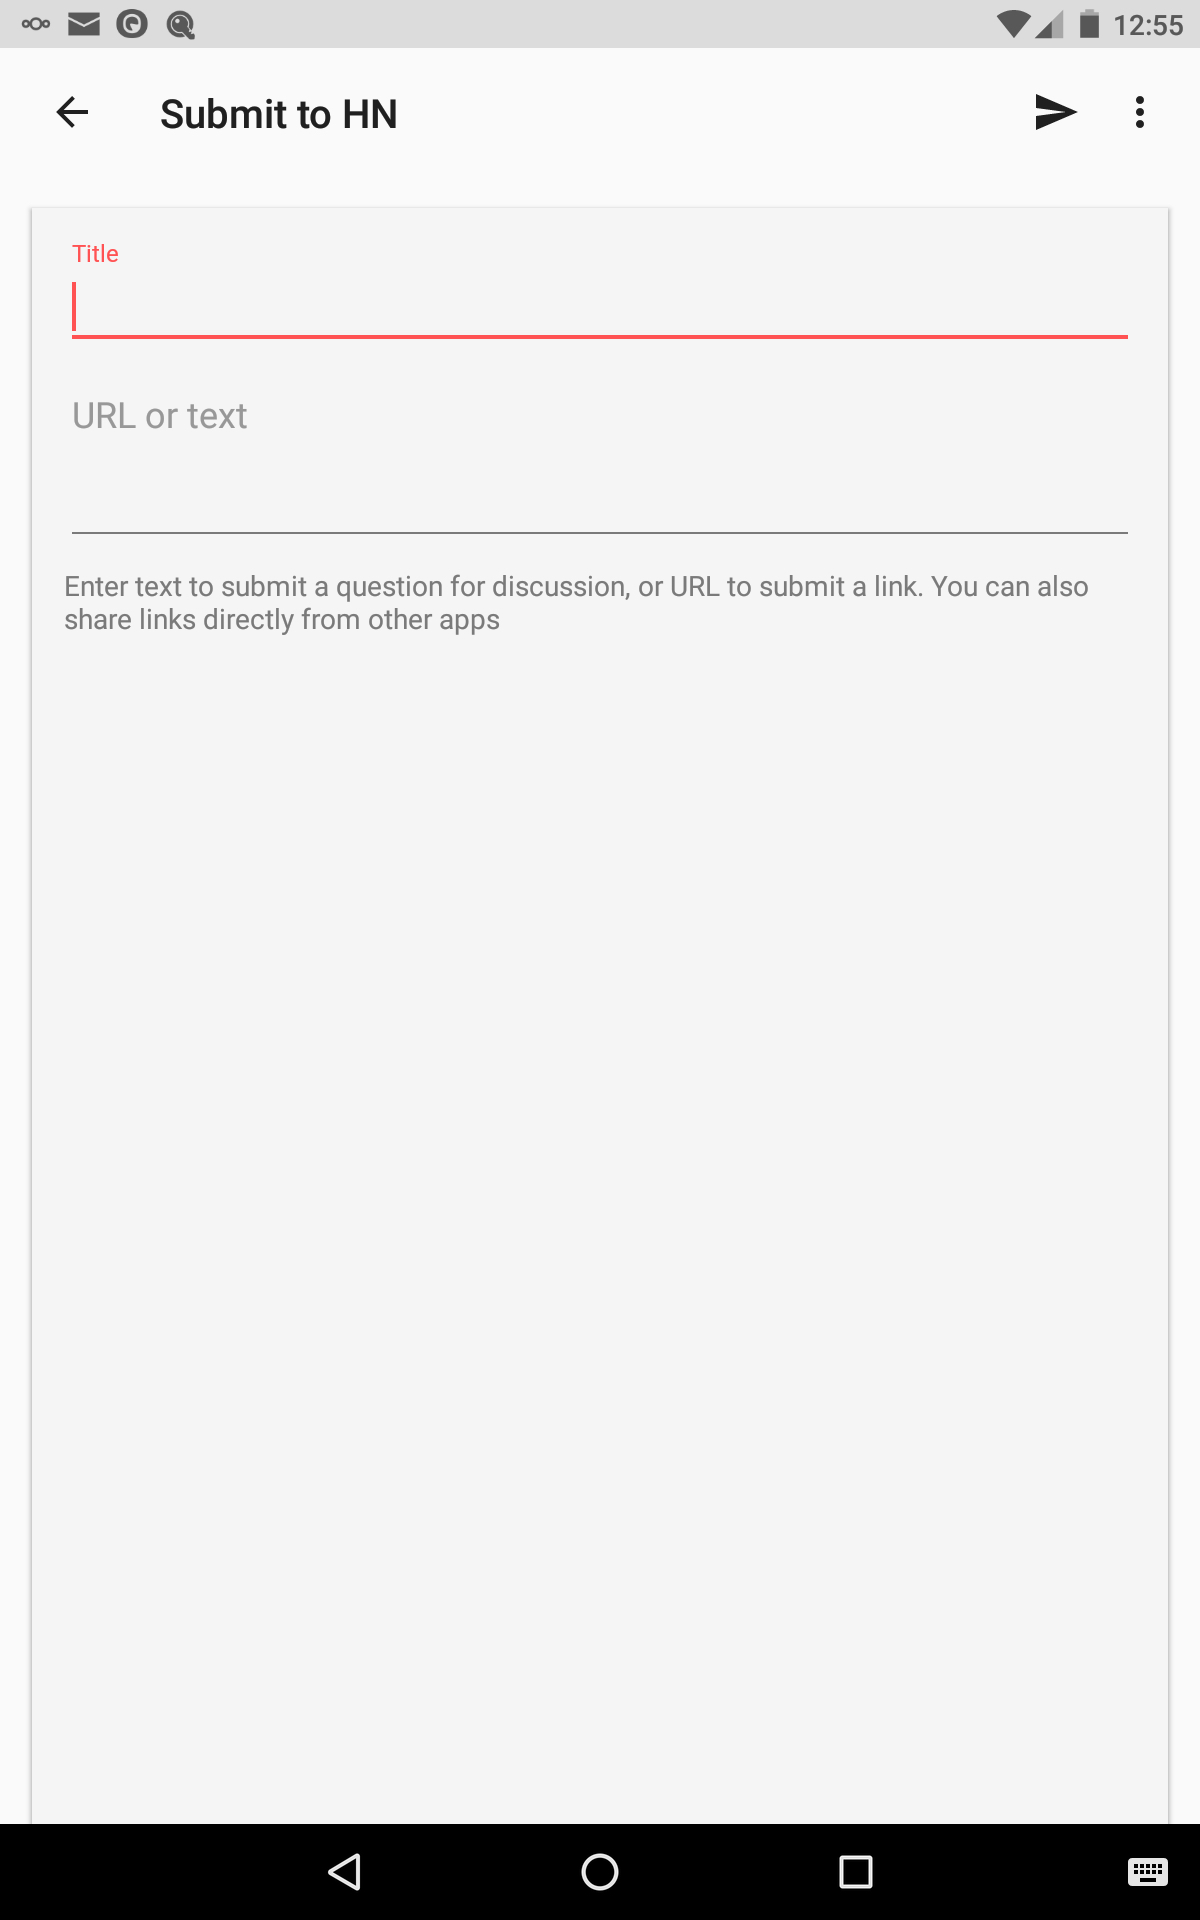 12:55
Submit to HN
Title
URL or text
Enter text to submit a question for discussion, or URL to submit a link. You can also
share links directly from other apps